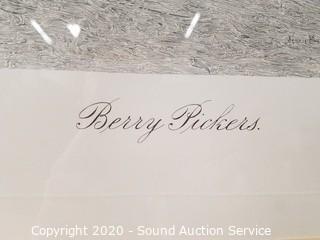 Berry Pickers.
Copyright 2020 - Sound Auction Service